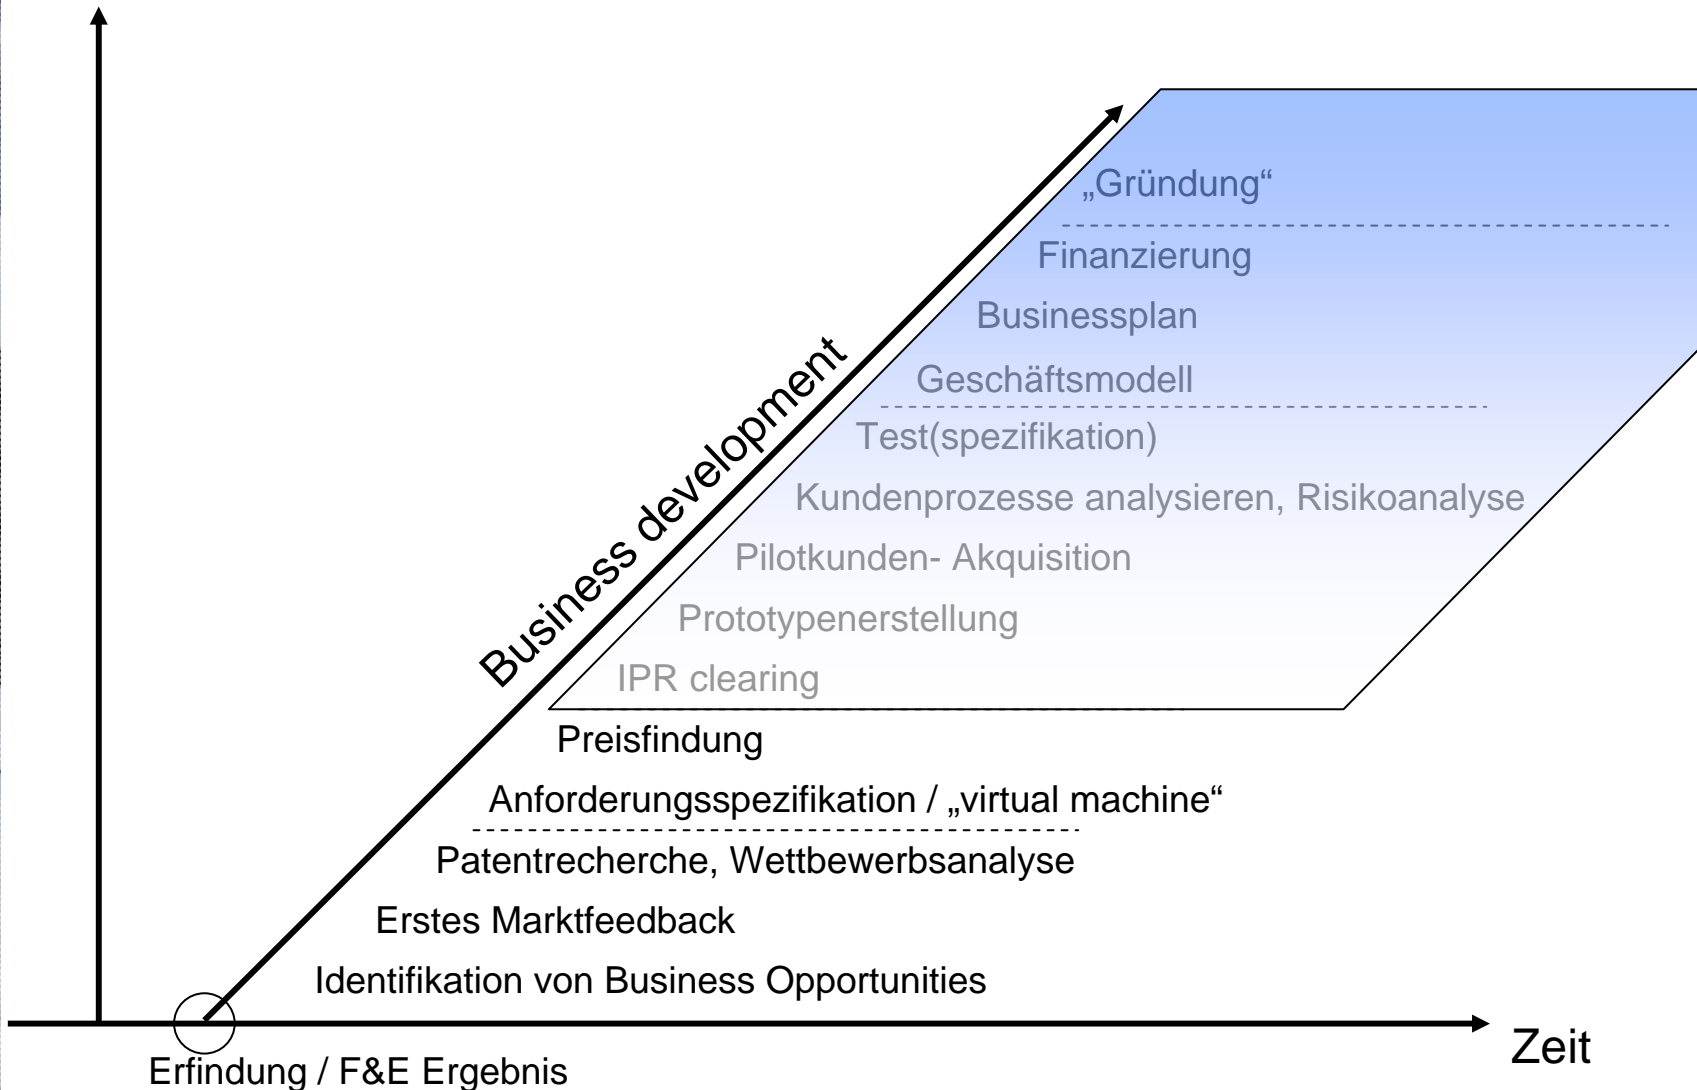 „Gründung“
Finanzierung
Businessplan
Geschäftsmodell
Test(spezifikation)
Kundenprozesse analysieren, Risikoanalyse
Pilotkunden- Akquisition
Prototypenerstellung
IPR clearing
Business development
Preisfindung
Anforderungsspezifikation / „virtual machine“
Patentrecherche, Wettbewerbsanalyse
Erstes Marktfeedback
Identifikation von Business Opportunities
Zeit
Erfindung / F&E Ergebnis